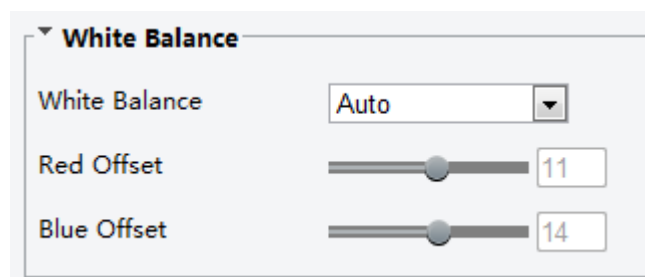 White Balance
White Balance Auto
Red Offset 11
Blue Offset 14